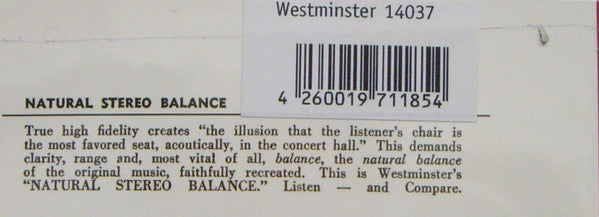 Westminster 14037
4 260019 711854
NATURAL STEREO BALANCE
True high fidelity creates "the illusion that the listener's chair is
the most favored seat, acoutically, in the concert hall." This demands
clarity, range and, most vital of all, balance, the natural balance
of the original music, faithfully recreated. This is Westminster's
"NATURAL STEREO BALANCE." Listen — and Compare.